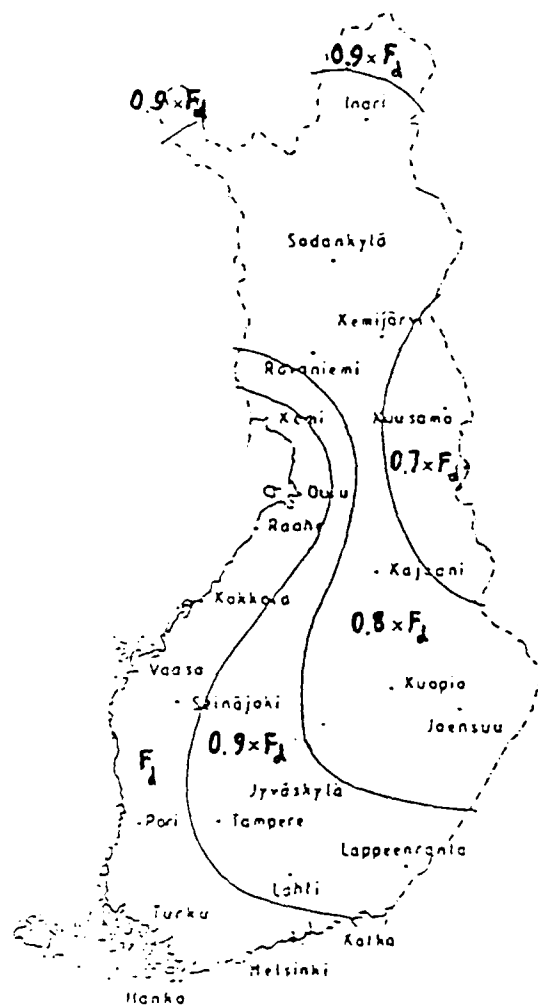 0.9×Fd
0.9×Fd
Inari
Sodankylä
Kemijärvi
Rovaniemi
Kemi
Kuusamo
0.7×Fd
Oulu
Raahe
Kajaani
Kokkola
0.8×Fd
Vaasa
Kuopio
Seinäjoki
Joensuu
0.9×Fd
Fd
Jyväskylä
Pori
Tampere
Lappeenranta
Lahti
Turku
Kotka
Helsinki
Hanko